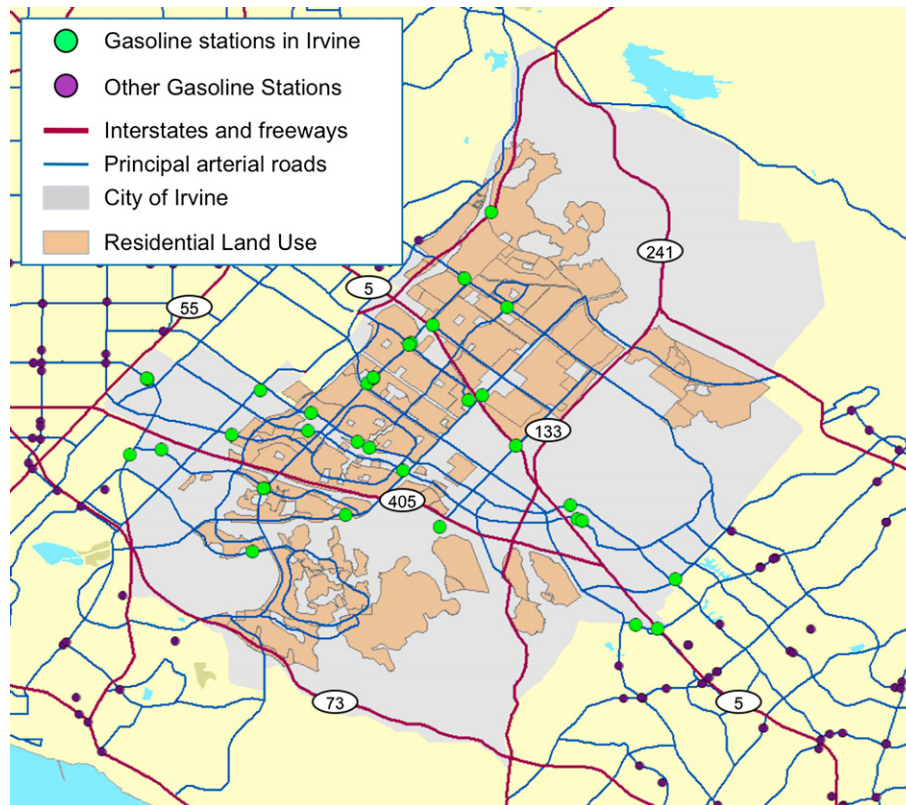 Gasoline stations in Irvine
Other Gasoline Stations
Interstates and freeways
Principal arterial roads
City of Irvine
Residential Land Use
241
5
55
133
405
73
5